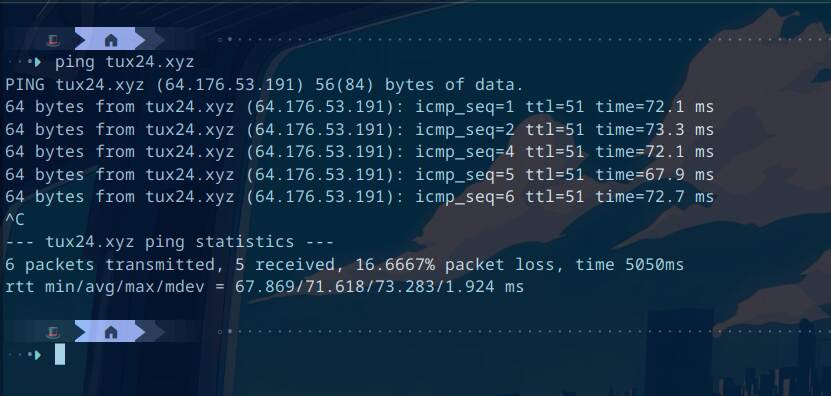 ping tux24.xyz
PING tux24.xyz (64.176.53.191) 56(84) bytes of data.
64 bytes from tux24.xyz (64.176.53.191): icmp_seq=1 ttl=51 time=72.1 ms
64 bytes from tux24.xyz (64.176.53.191): icmp_seq=2 ttl=51 time=73.3 ms
64 bytes from tux24.xyz (64.176.53.191): icmp_seq=4 ttl=51 time=72.1 ms
64 bytes from tux24.xyz (64.176.53.191): icmp_seq=5 ttl=51 time=67.9 ms
64 bytes from tux24.xyz (64.176.53.191): icmp_seq=6 ttl=51 time=72.7 ms
^C
--- tux24.xyz ping statistics ---
6 packets transmitted, 5 received, 16.6667% packet loss, time 5050ms
rtt min/avg/max/mdev = 67.869/71.618/73.283/1.924 ms